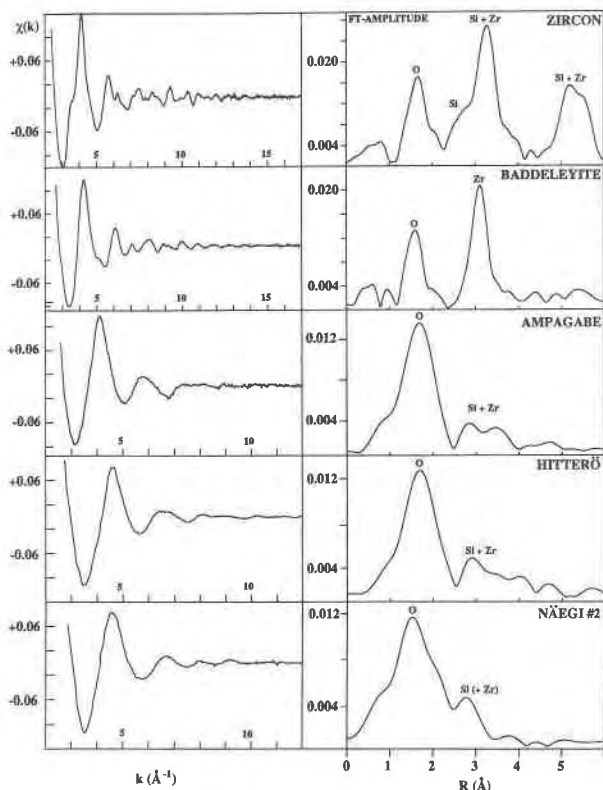 χ(k)
+0.06
-0.06
5 10 15
FT-AMPLITUDE
ZIRCON
0.020
0.004
O
Si
Si + Zr
Si + Zr
+0.06
-0.06
5 10 15
BADDELEYITE
0.020
0.004
O
Zr
+0.06
-0.06
5 10
AMPAGABE
0.012
0.004
O
Si + Zr
+0.06
-0.06
5 10
HITTERÖ
0.012
0.004
O
Si + Zr
+0.06
-0.06
5 10
NÄEGI #2
0.012
0.004
O
Si (+ Zr)
0 1 2 3 4 5
k (Å⁻¹)
R (Å)